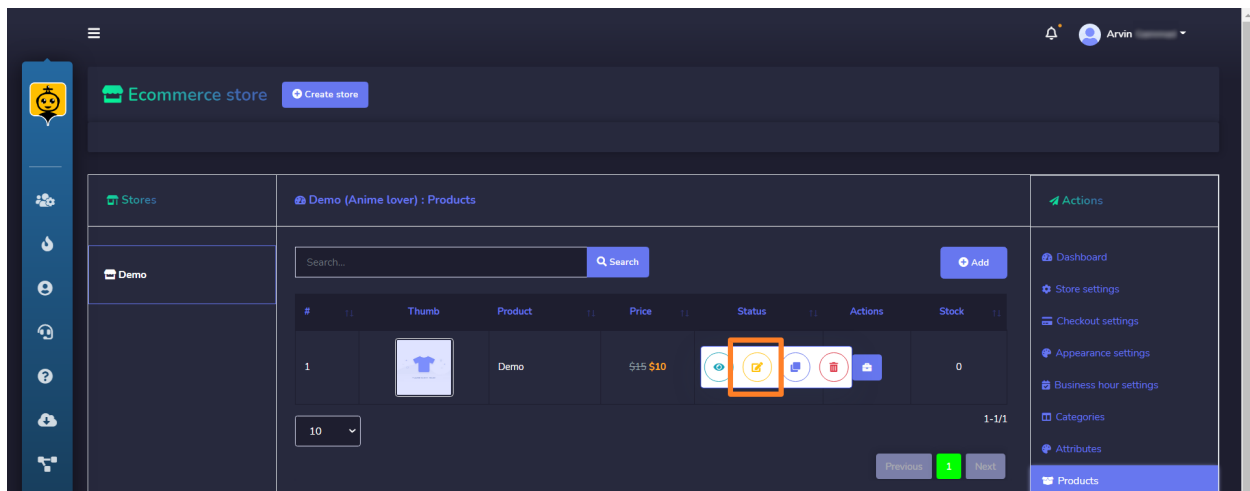 Arvin
Ecommerce store
Create store
Stores
Demo (Anime lover) : Products
Actions
Demo
Search...
Search
Add
Dashboard
Store settings
Checkout settings
Appearance settings
Business hour settings
Categories
Attributes
Products
# Thumb Product Price Status Actions Stock
1 Demo $15 $10 0
10
1-1/1
Previous 1 Next